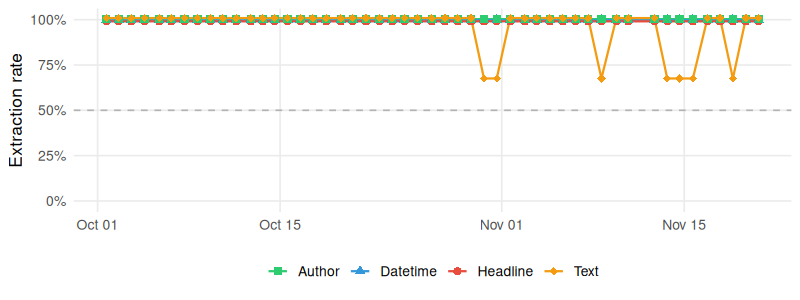 Extraction rate
100%
75%
50%
25%
0%
Oct 01 Oct 15 Nov 01 Nov 15
Author Datetime Headline Text